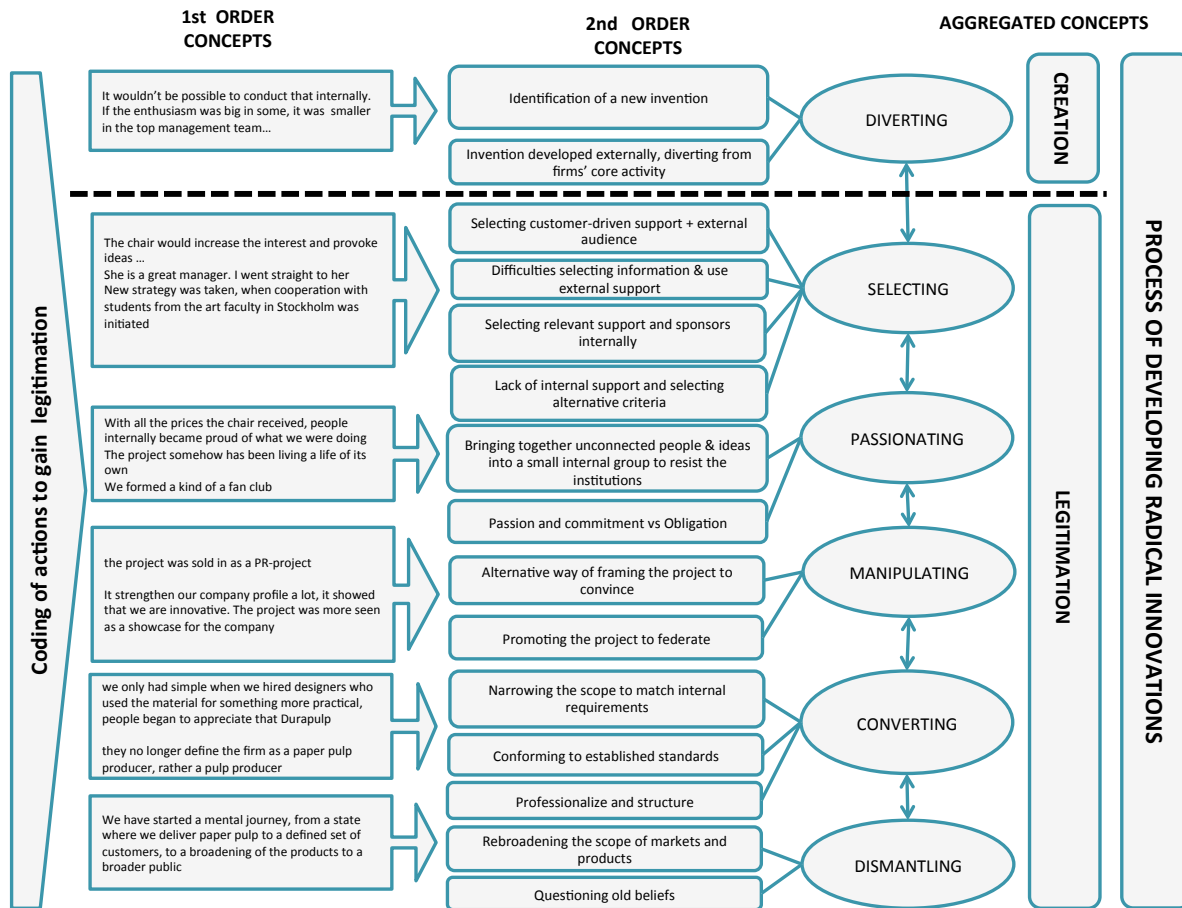 1st ORDER
CONCEPTS
2nd ORDER
CONCEPTS
AGGREGATED CONCEPTS
Coding of actions to gain legitimation
It wouldn't be possible to conduct that internally.
If the enthusiasm was big in some, it was smaller
in the top management team…
Identification of a new invention
Invention developed externally, diverting from
firms' core activity
DIVERTING
CREATION
The chair would increase the interest and provoke
ideas …
She is a great manager. I went straight to her
New strategy was taken, when cooperation with
students from the art faculty in Stockholm was
initiated
Selecting customer-driven support + external
audience
Difficulties selecting information & use
external support
Selecting relevant support and sponsors
internally
Lack of internal support and selecting
alternative criteria
SELECTING
With all the prices the chair received, people
internally became proud of what we were doing
The project somehow has been living a life of its
own
We formed a kind of a fan club
Bringing together unconnected people & ideas
into a small internal group to resist the
institutions
Passion and commitment vs Obligation
PASSIONATING
the project was sold in as a PR-project
It strengthen our company profile a lot, it showed
that we are innovative. The project was more seen
as a showcase for the company
Alternative way of framing the project to
convince
Promoting the project to federate
MANIPULATING
we only had simple when we hired designers who
used the material for something more practical,
people began to appreciate that Durapulp
they no longer define the firm as a paper pulp
producer, rather a pulp producer
Narrowing the scope to match internal
requirements
Conforming to established standards
Professionalize and structure
CONVERTING
We have started a mental journey, from a state
where we deliver paper pulp to a defined set of
customers, to a broadening of the products to a
broader public
Rebroadening the scope of markets and
products
Questioning old beliefs
DISMANTLING
LEGITIMATION
PROCESS OF DEVELOPING RADICAL INNOVATIONS